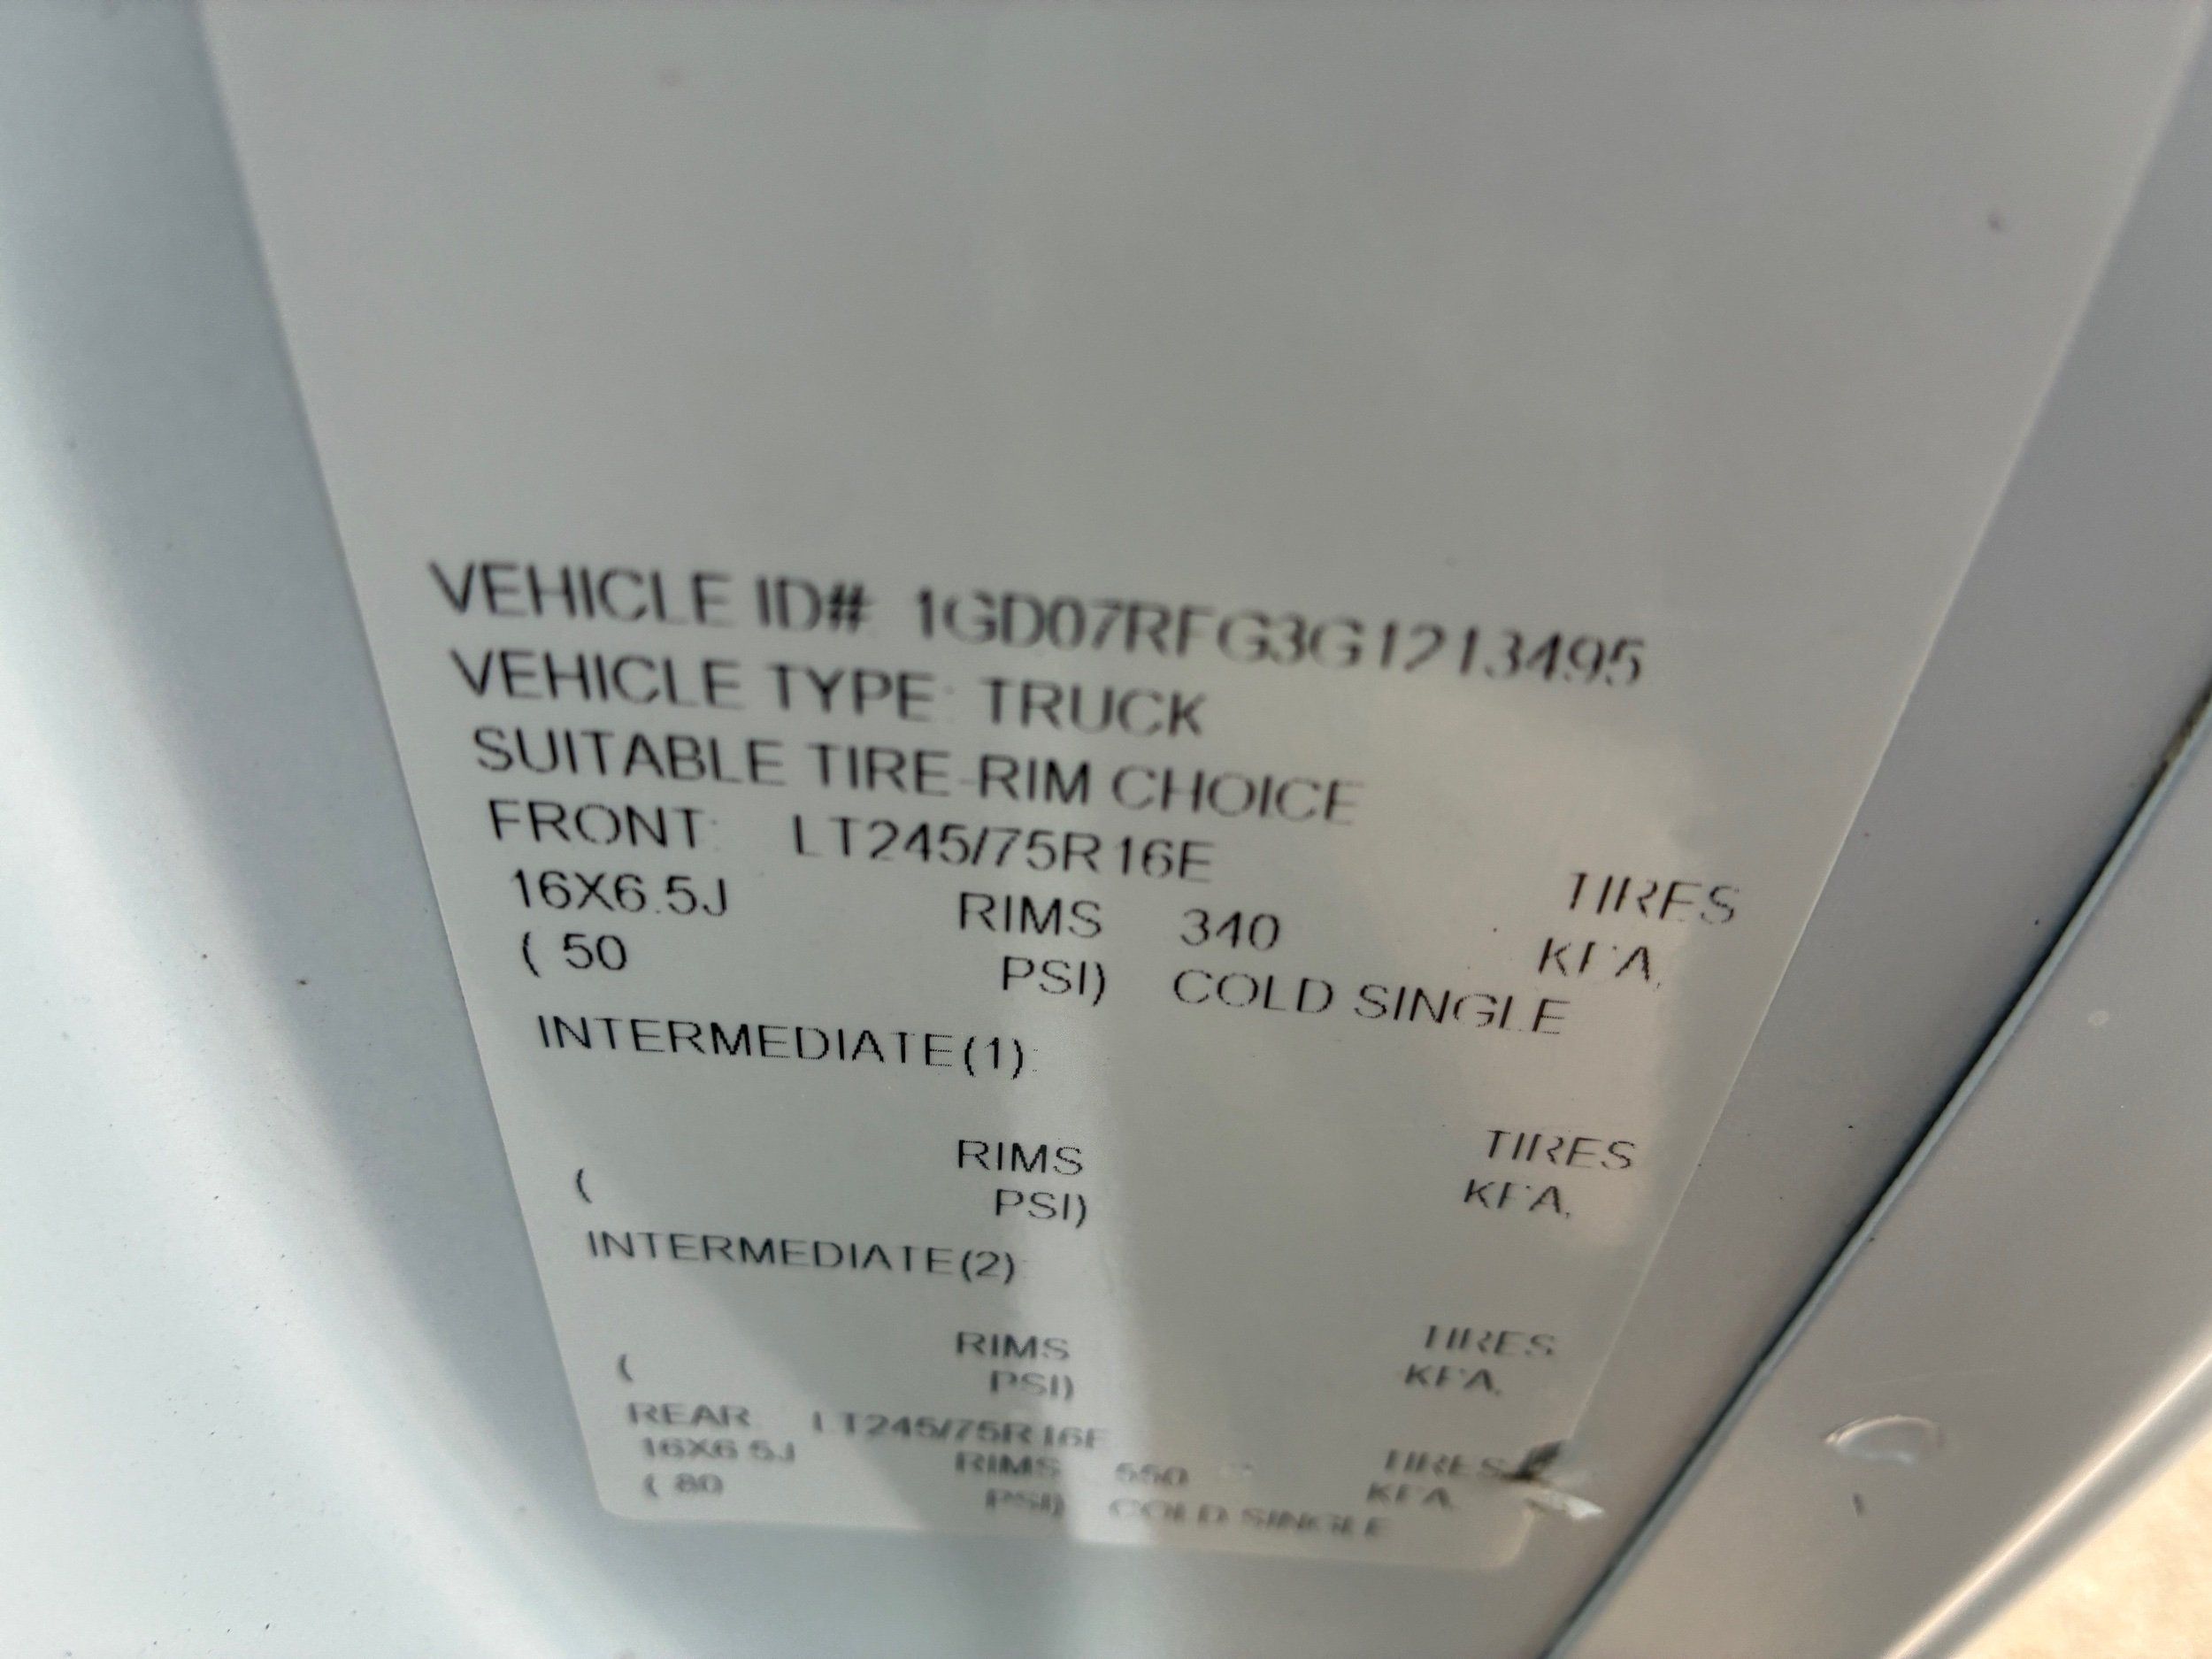 VEHICLE ID# 1GD07RFG3G1213495
VEHICLE TYPE: TRUCK
SUITABLE TIRE-RIM CHOICE
FRONT: LT245/75R16E TIRES
16X6.5J RIMS 340 KPA,
( 50 PSI) COLD SINGLE
INTERMEDIATE(1):
TIRES
RIMS KPA,
( PSI)
INTERMEDIATE(2):
TIRES
RIMS KPA,
( PSI)
REAR LT245/75R16E TIRES
16X6.5J RIMS 550 KPA
( 80 PSI) COLD SINGLE